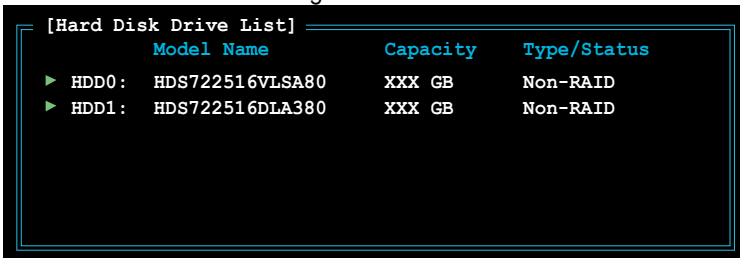 [Hard Disk Drive List]
Model Name Capacity Type/Status
HDD0: HDS722516VLSA80 XXX GB Non-RAID
HDD1: HDS722516DLA380 XXX GB Non-RAID